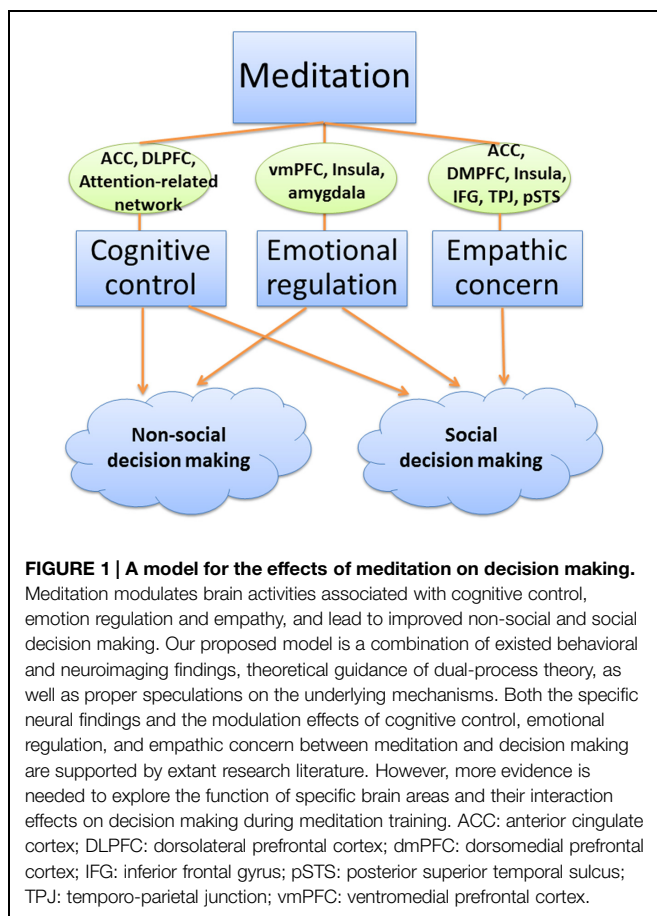 Meditation
ACC, DLPFC,
Attention-related
network
vmPFC, Insula,
amygdala
ACC,
DMPFC, Insula,
IFG, TPJ, pSTS
Cognitive
control
Emotional
regulation
Empathic
concern
Non-social
decision making
Social
decision making
FIGURE 1 | A model for the effects of meditation on decision making.
Meditation modulates brain activities associated with cognitive control,
emotion regulation and empathy, and lead to improved non-social and social
decision making. Our proposed model is a combination of existed behavioral
and neuroimaging findings, theoretical guidance of dual-process theory, as
well as proper speculations on the underlying mechanisms. Both the specific
neural findings and the modulation effects of cognitive control, emotional
regulation, and empathic concern between meditation and decision making
are supported by extant research literature. However, more evidence is
needed to explore the function of specific brain areas and their interaction
effects on decision making during meditation training. ACC: anterior cingulate
cortex; DLPFC: dorsolateral prefrontal cortex; dmPFC: dorsomedial prefrontal
cortex; IFG: inferior frontal gyrus; pSTS: posterior superior temporal sulcus;
TPJ: temporo-parietal junction; vmPFC: ventromedial prefrontal cortex.